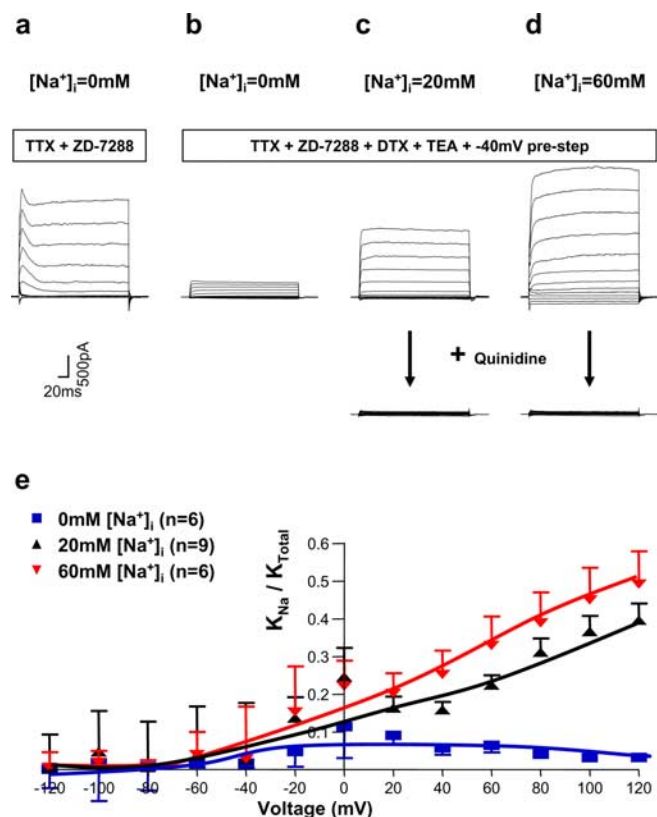 a b c d
[Na⁺]ᵢ=0mM [Na⁺]ᵢ=0mM [Na⁺]ᵢ=20mM [Na⁺]ᵢ=60mM
TTX + ZD-7288 TTX + ZD-7288 + DTX + TEA + -40mV pre-step
500pA
20ms
+ Quinidine
e
0mM [Na⁺]ᵢ (n=6)
20mM [Na⁺]ᵢ (n=9)
60mM [Na⁺]ᵢ (n=6)
K_Na / K_Total
0.6
0.5
0.4
0.3
0.2
0.1
-120 -100 -80 -60 -40 -20 0 20 40 60 80 100 120
Voltage (mV)